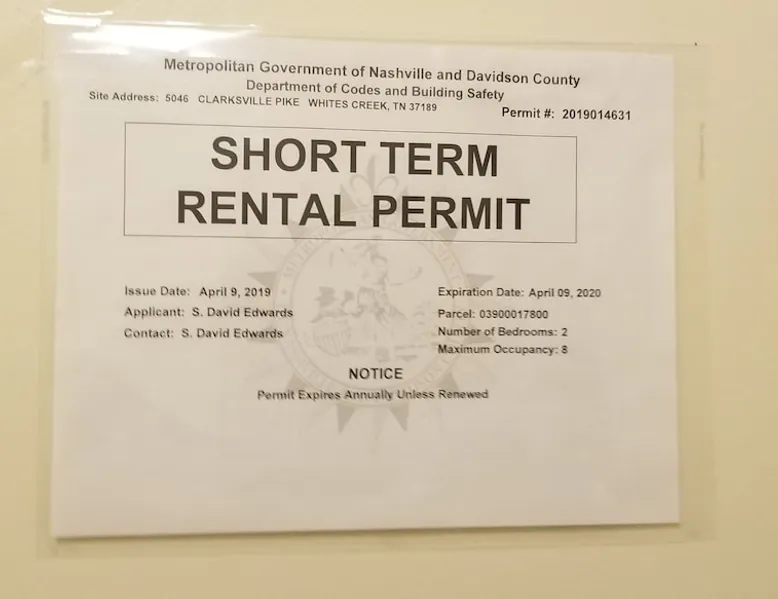 Metropolitan Government of Nashville and Davidson County
Department of Codes and Building Safety
Site Address: 5046 CLARKSVILLE PIKE WHITES CREEK, TN 37189
Permit #: 2019014631
SHORT TERM
RENTAL PERMIT
Issue Date: April 9, 2019
Expiration Date: April 09, 2020
Applicant: S. David Edwards
Parcel: 03900017800
Contact: S. David Edwards
Number of Bedrooms: 2
Maximum Occupancy: 8
NOTICE
Permit Expires Annually Unless Renewed